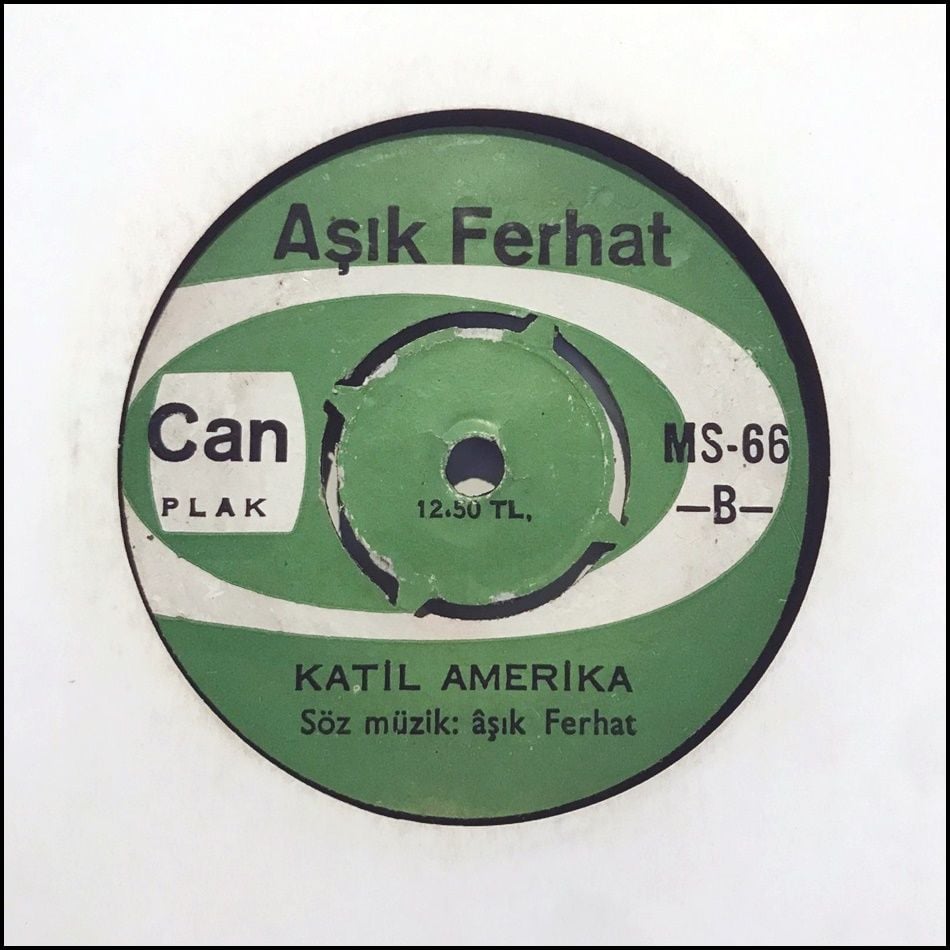 Aşık Ferhat
Can
PLAK
12.50 TL,
MS-66
—B—
KATİL AMERİKA
Söz müzik: âşık Ferhat